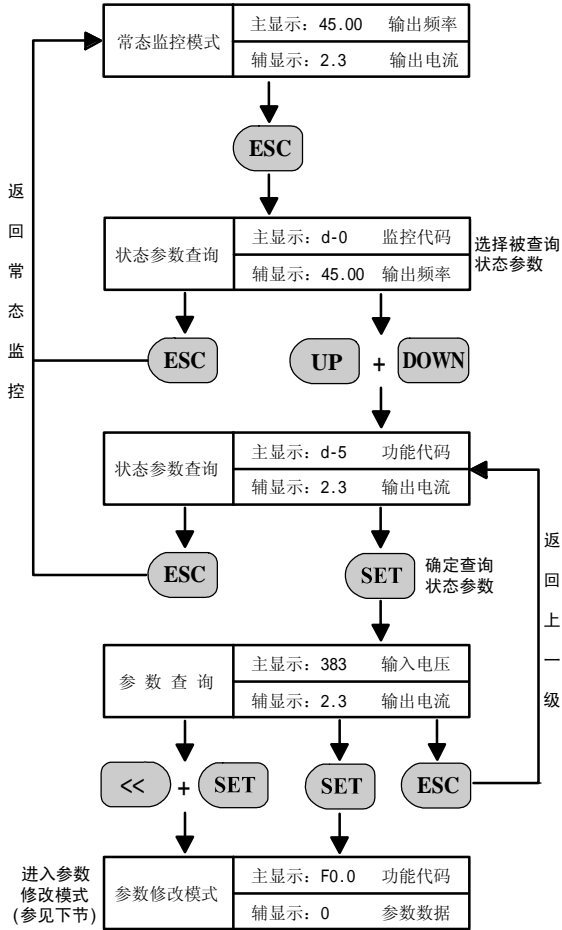 常态监控模式
主显示：45.00 输出频率
辅显示：2.3 输出电流
ESC
返回常态监控
状态参数查询
主显示：d-0 监控代码
辅显示：45.00 输出频率
选择被查询
状态参数
ESC
UP + DOWN
状态参数查询
主显示：d-5 功能代码
辅显示：2.3 输出电流
ESC
SET
确定查询
状态参数
返回上一级
参数查询
主显示：383 输入电压
辅显示：2.3 输出电流
<< + SET
SET
ESC
进入参数
修改模式
(参见下节)
参数修改模式
主显示：F0.0 功能代码
辅显示：0 参数数据